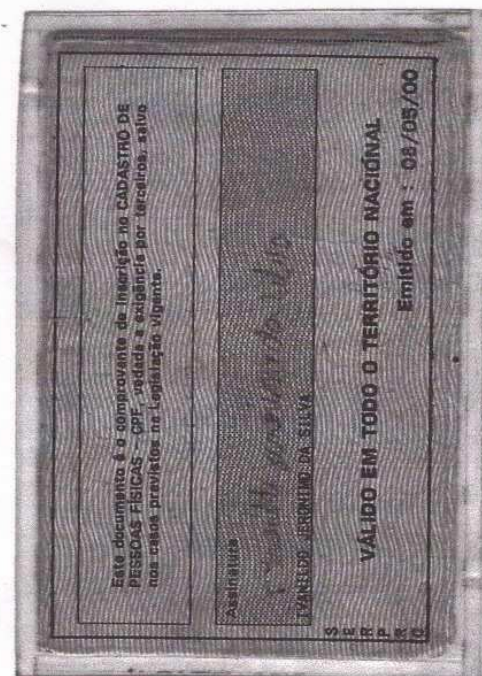 Este documento é o comprovante de inscrição no CADASTRO DE
PESSOAS FÍSICAS - CPF, vedada a exigência por terceiros, salvo
nos casos previstos na Legislação vigente.
Assinatura
JERONIMO DA SILVA
VÁLIDO EM TODO O TERRITÓRIO NACIONAL
Emitido em : 08/05/00
SERPRO